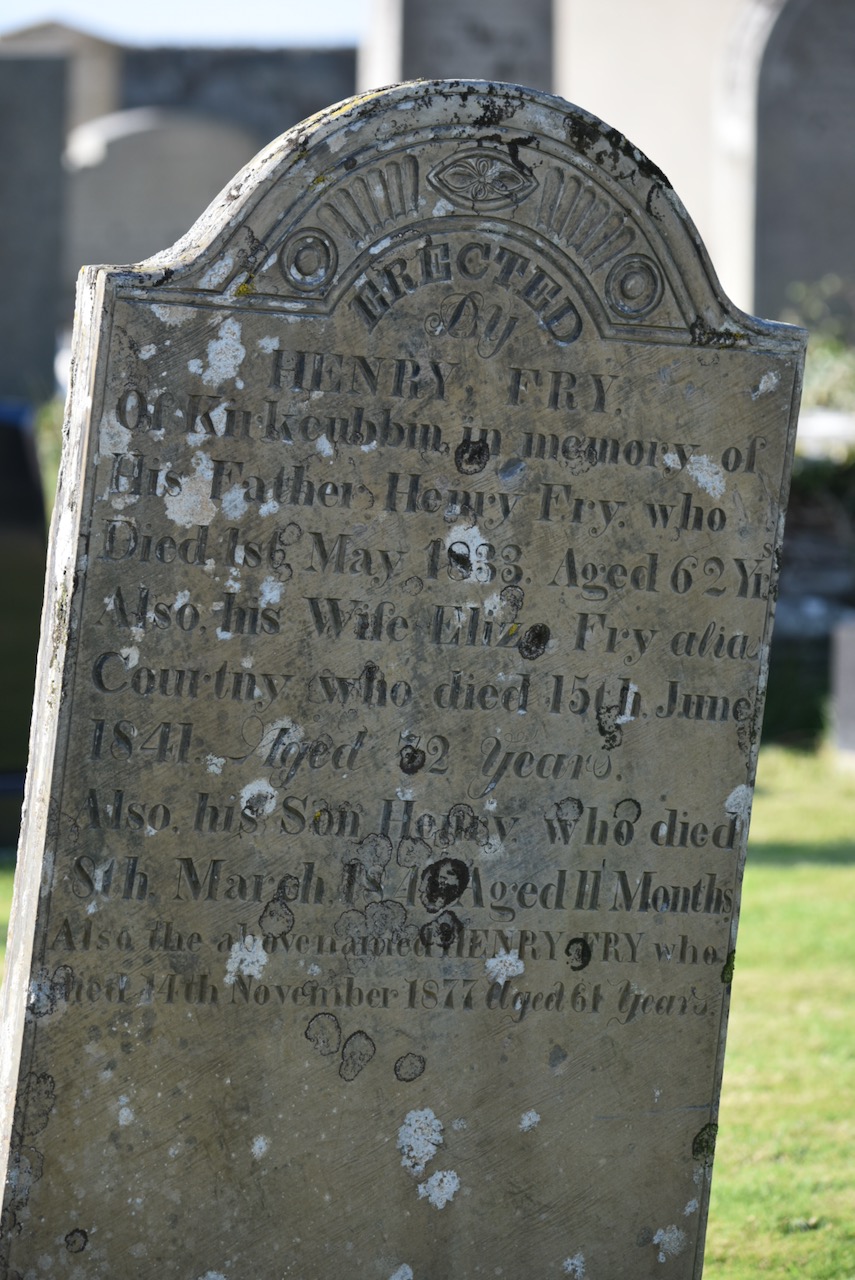 ERECTED
By
HENRY FRY.
Of Kirkcubbin, in memory of
His Father Henry Fry. who
Died 1st May, 1833. Aged 62 Yrs
Also, his Wife Eliza Fry alias
Courtny who died 15th June
1841. Aged 2 years.
Also, his Son Henry. who died
8th. March, Aged 11 Months
Also the abovenamed HENRY FRY who
died 14th November 1877 Aged 61 Years.